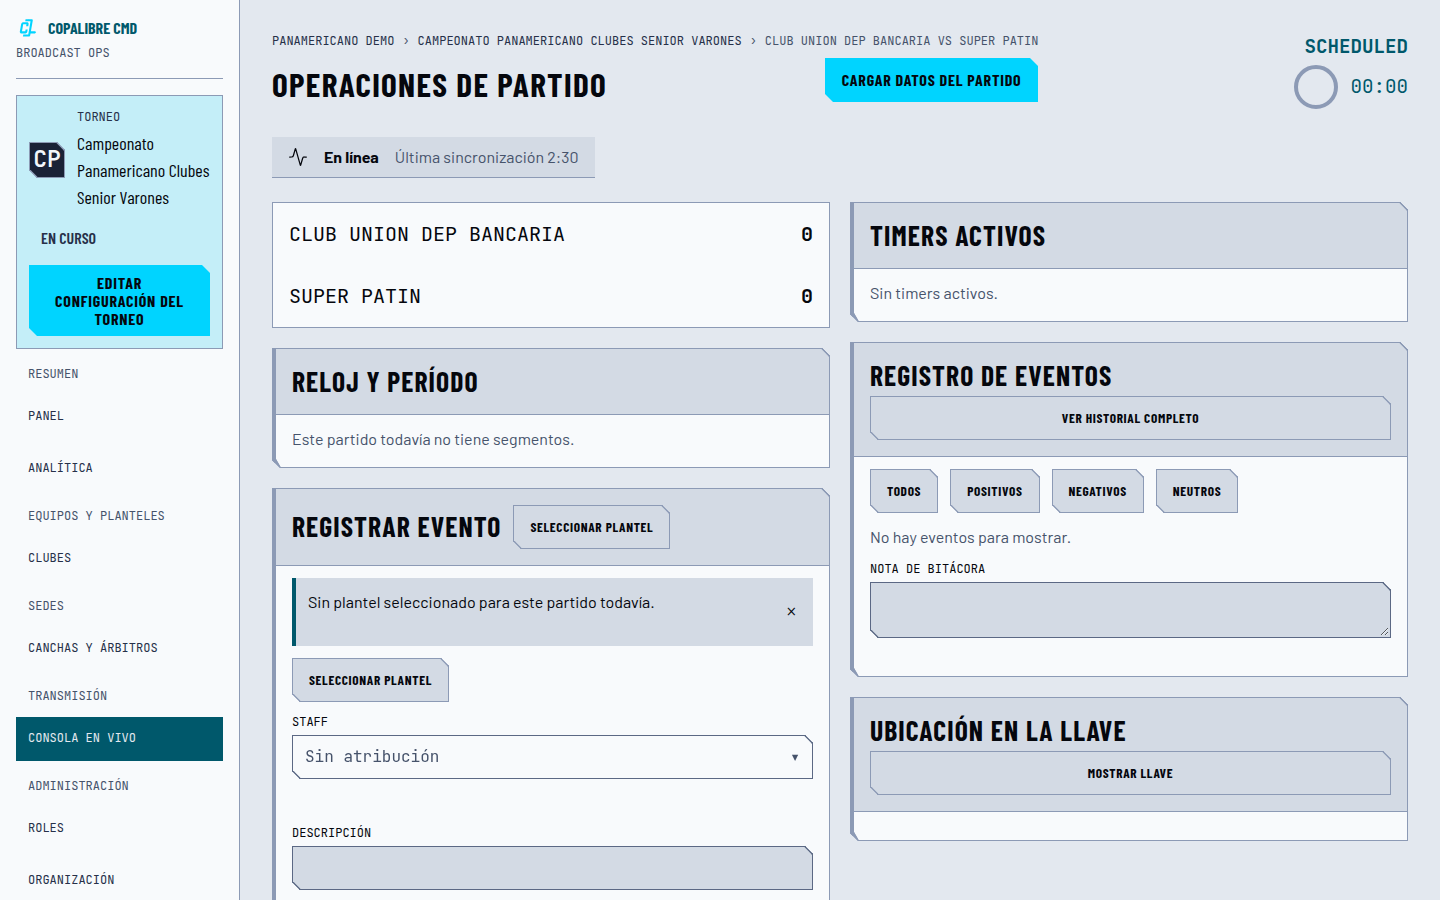 COPALIBRE CMD
BROADCAST OPS
TORNEO
CP
Campeonato
Panamericano Clubes
Senior Varones
EN CURSO
EDITAR
CONFIGURACIÓN DEL
TORNEO
RESUMEN
PANEL
ANALÍTICA
EQUIPOS Y PLANTELES
CLUBES
SEDES
CANCHAS Y ÁRBITROS
TRANSMISIÓN
CONSOLA EN VIVO
ADMINISTRACIÓN
ROLES
ORGANIZACIÓN
PANAMERICANO DEMO › CAMPEONATO PANAMERICANO CLUBES SENIOR VARONES › CLUB UNION DEP BANCARIA VS SUPER PATIN
OPERACIONES DE PARTIDO
CARGAR DATOS DEL PARTIDO
SCHEDULED
00:00
En línea Última sincronización 2:30
CLUB UNION DEP BANCARIA 0
SUPER PATIN 0
RELOJ Y PERÍODO
Este partido todavía no tiene segmentos.
REGISTRAR EVENTO
SELECCIONAR PLANTEL
Sin plantel seleccionado para este partido todavía.
×
SELECCIONAR PLANTEL
STAFF
Sin atribución
DESCRIPCIÓN
TIMERS ACTIVOS
Sin timers activos.
REGISTRO DE EVENTOS
VER HISTORIAL COMPLETO
TODOS POSITIVOS NEGATIVOS NEUTROS
No hay eventos para mostrar.
NOTA DE BITÁCORA
UBICACIÓN EN LA LLAVE
MOSTRAR LLAVE